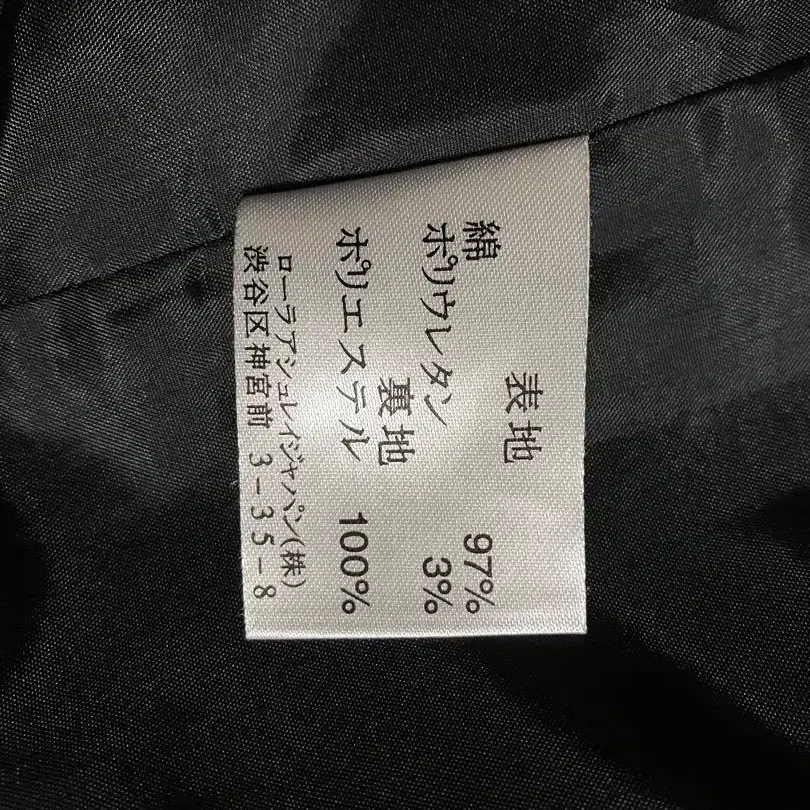 表地
綿 97%
ポリウレタン 3%
裏地
ポリエステル 100%
ローラアシュレイジャパン(株)
渋谷区神宮前 3-35-8